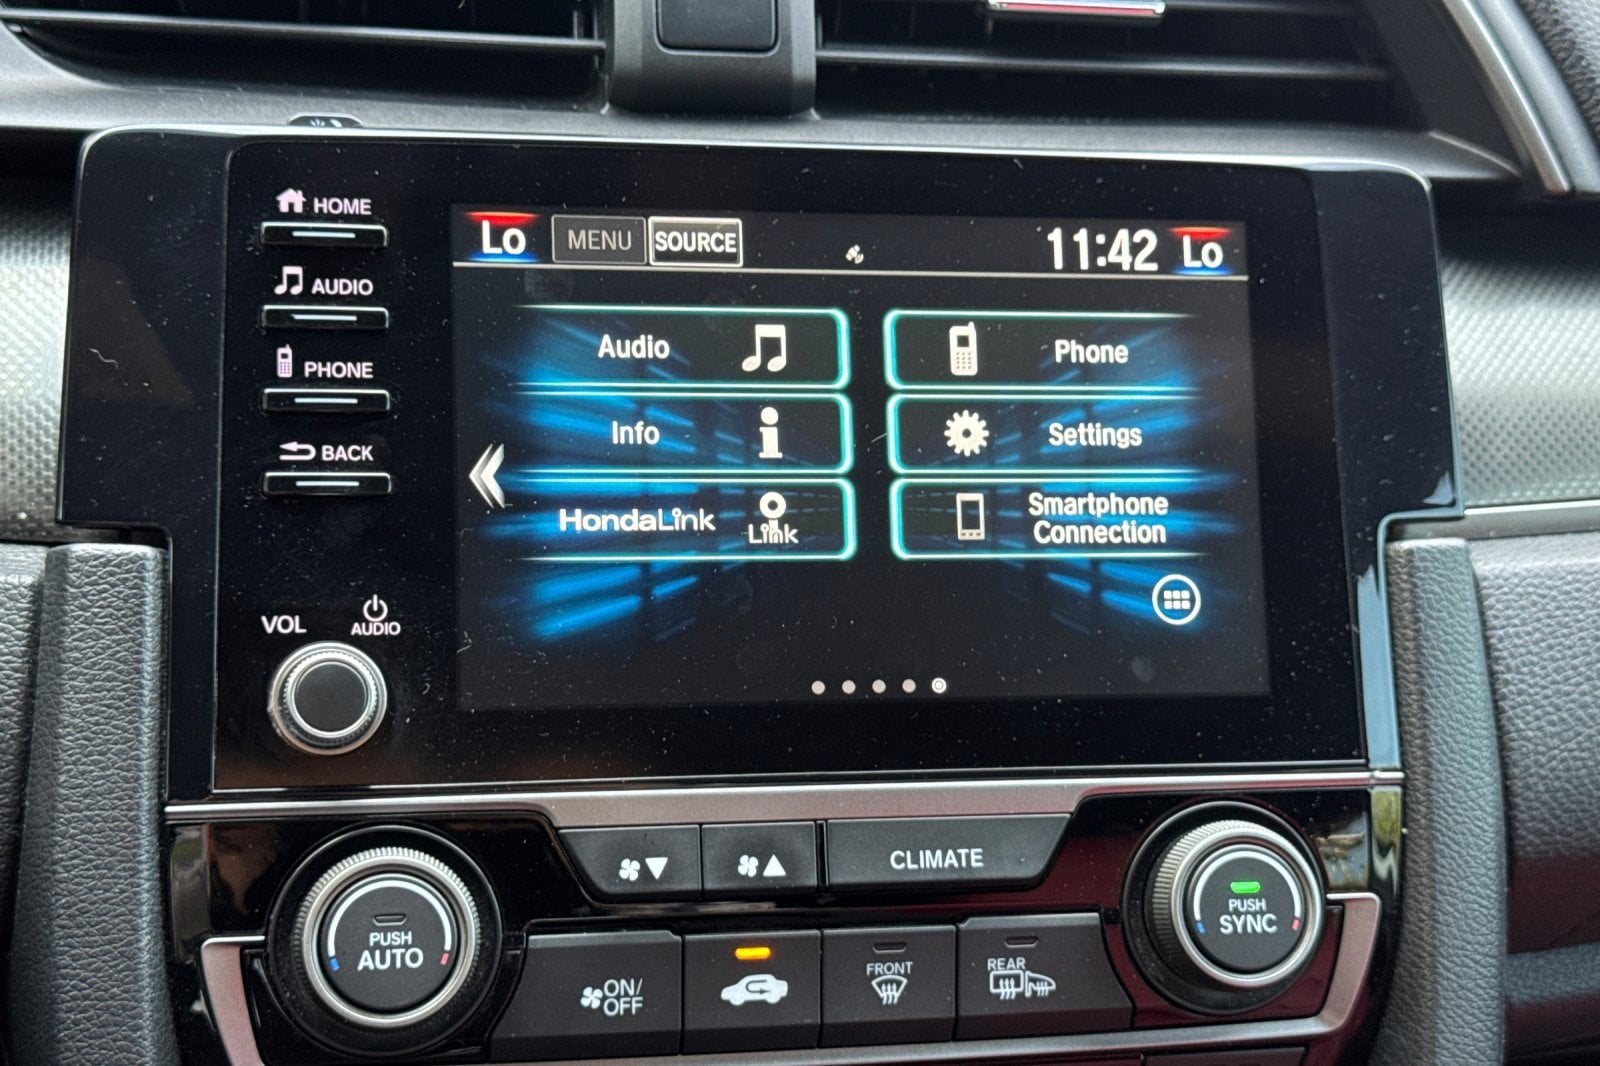 HOME
AUDIO
PHONE
BACK
VOL
AUDIO
Lo MENU SOURCE 11:42 Lo
Audio
Phone
Info
Settings
HondaLink
Link
Smartphone
Connection
CLIMATE
PUSH
AUTO
PUSH
SYNC
ON/
OFF
FRONT
REAR